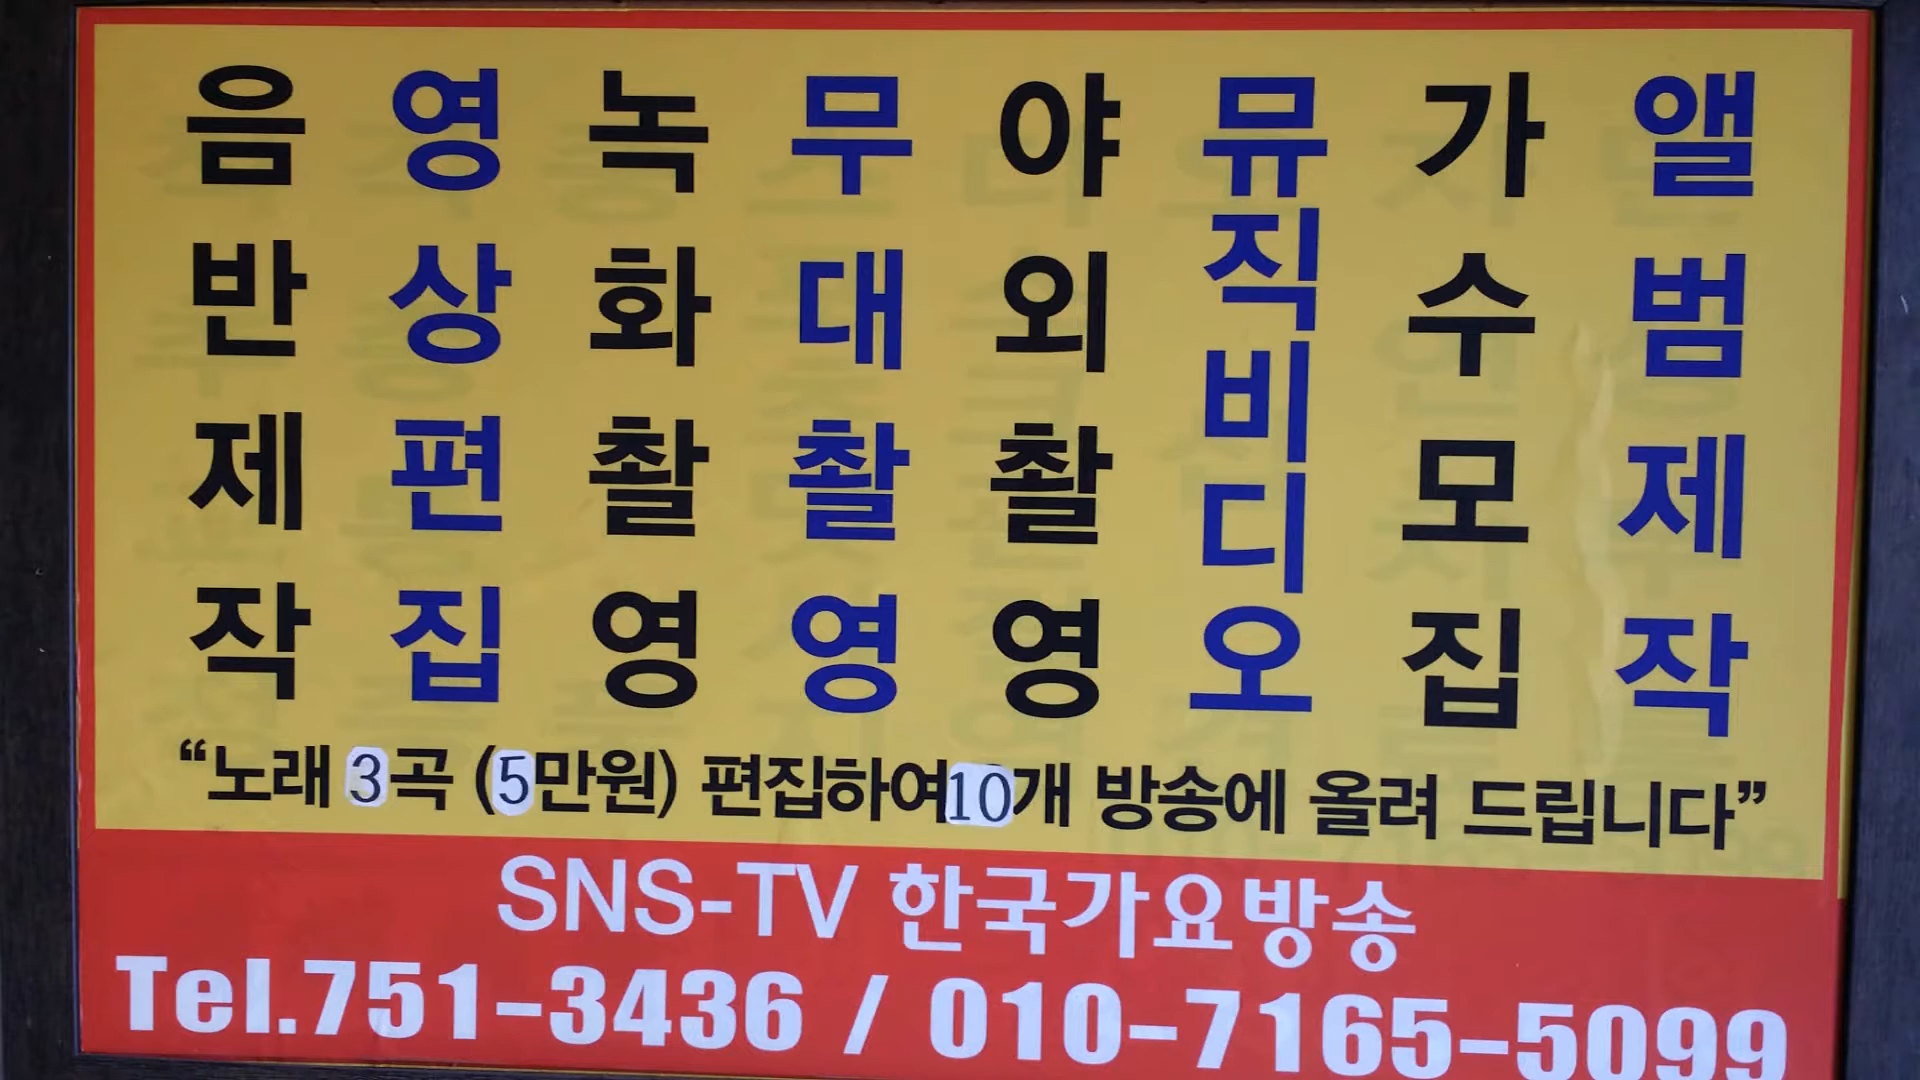 음반제작
영상편집
녹화촬영
무대촬영
야외촬영
뮤직비디오
가수모집
앨범제작
“노래 3곡 (5만원) 편집하여 10개 방송에 올려 드립니다”
SNS-TV 한국가요방송
Tel.751-3436 / 010-7165-5099